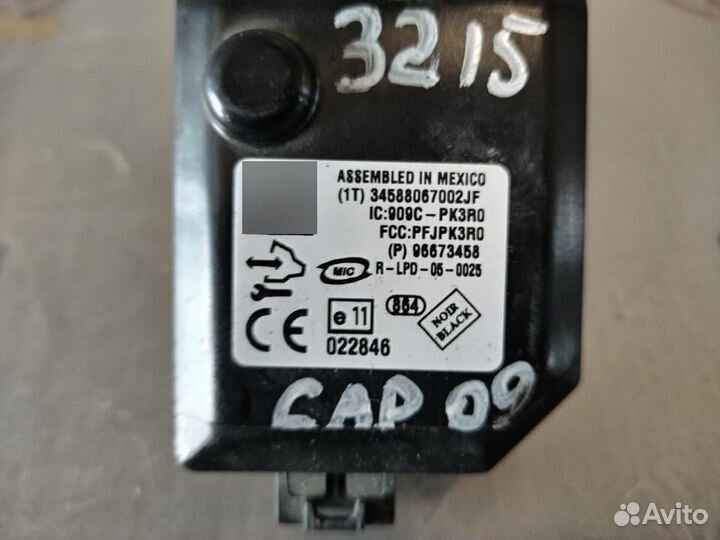 3215
ASSEMBLED IN MEXICO
(1T) 34588067002JF
IC:909C-PK3R0
FCC:PFJPK3R0
(P) 96673458
MIC R-LPD-05-0025
CE e 11 864 NOIR BLACK
022846
CAP 09
Avito